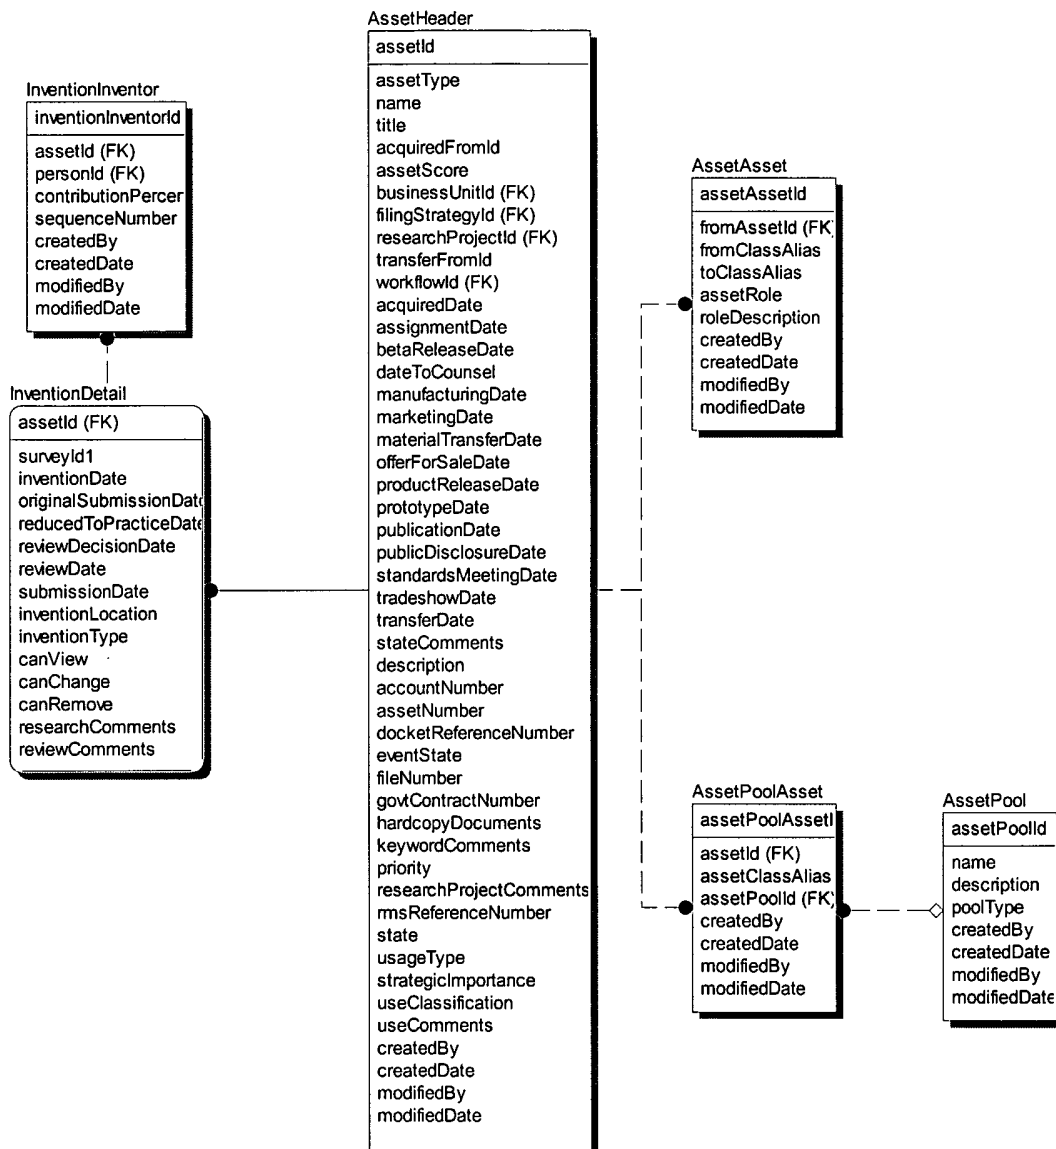 AssetHeader
assetId
assetType
name
title
acquiredFromId
assetScore
businessUnitId (FK)
filingStrategyId (FK)
researchProjectId (FK)
transferFromId
workflowId (FK)
acquiredDate
assignmentDate
betaReleaseDate
dateToCounsel
manufacturingDate
marketingDate
materialTransferDate
offerForSaleDate
productReleaseDate
prototypeDate
publicationDate
publicDisclosureDate
standardsMeetingDate
tradeshowDate
transferDate
stateComments
description
accountNumber
assetNumber
docketReferenceNumber
eventState
fileNumber
govtContractNumber
hardcopyDocuments
keywordComments
priority
researchProjectComments
rmsReferenceNumber
state
usageType
strategicImportance
useClassification
useComments
createdBy
createdDate
modifiedBy
modifiedDate
InventionInventor
inventionInventorId
assetId (FK)
personId (FK)
contributionPercer
sequenceNumber
createdBy
createdDate
modifiedBy
modifiedDate
InventionDetail
assetId (FK)
surveyId1
inventionDate
originalSubmissionDate
reducedToPracticeDate
reviewDecisionDate
reviewDate
submissionDate
inventionLocation
inventionType
canView
canChange
canRemove
researchComments
reviewComments
AssetAsset
assetAssetId
fromAssetId (FK)
fromClassAlias
toClassAlias
assetRole
roleDescription
createdBy
createdDate
modifiedBy
modifiedDate
AssetPoolAsset
assetPoolAssetI
assetId (FK)
assetClassAlias
assetPoolId (FK)
createdBy
createdDate
modifiedBy
modifiedDate
AssetPool
assetPoolId
name
description
poolType
createdBy
createdDate
modifiedBy
modifiedDate